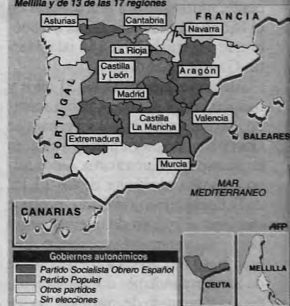 Melilla y de 13 de las 17 regiones
FRANCIA
Asturias
Cantabria
Navarra
La Rioja
Castilla
y León
Aragón
Madrid
PORTUGAL
Castilla
La Mancha
Valencia
Extremadura
BALEARES
Murcia
MAR
MEDITERRANEO
CANARIAS
AFP
Gobiernos autonómicos
Partido Socialista Obrero Español
Partido Popular
Otros partidos
Sin elecciones
CEUTA
MELLILLA